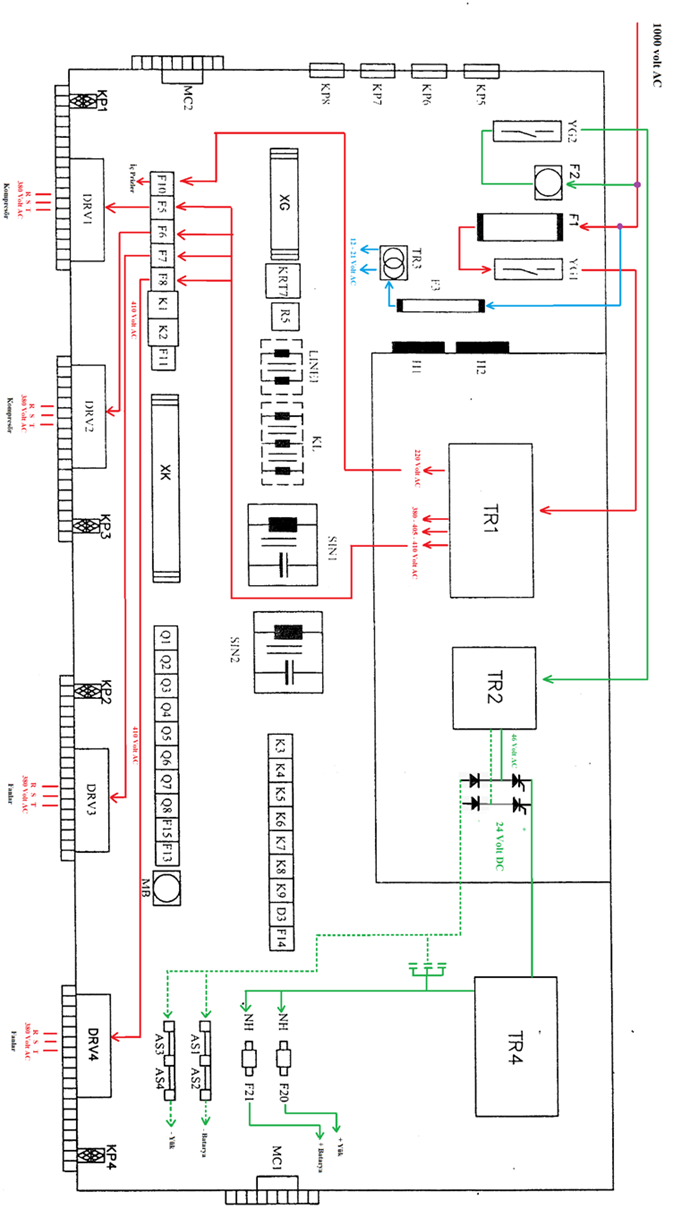 1000 volt AC
MC2
KP8
KP7
KP6
KP5
YG2
F2
F1
YG1
TR3
12 - 21 Volt AC
F3
KP1
DRV1
R S T
380 Volt AC
Kompresör
İç Prizler
F10
F5
F6
F7
F8
K1
K2
F11
410 Volt AC
XG
KRT7
R5
LINE1
KL
H1
H2
220 Volt AC
380 - 405 - 410 Volt AC
TR1
DRV2
R S T
380 Volt AC
Kompresör
KP3
XK
SIN1
SIN2
TR2
46 Volt AC
24 Volt DC
KP2
DRV3
R S T
380 Volt AC
Fanlar
410 Volt AC
Q1
Q2
Q3
Q4
Q5
Q6
Q7
Q8
F15
F13
MB
K3
K4
K5
K6
K7
K8
K9
D3
F14
TR4
DRV4
R S T
380 Volt AC
Fanlar
KP4
AS3
AS4
- Yük
AS1
AS2
- Batarya
NH
F21
+ Batarya
NH
F20
+ Yük
MC1